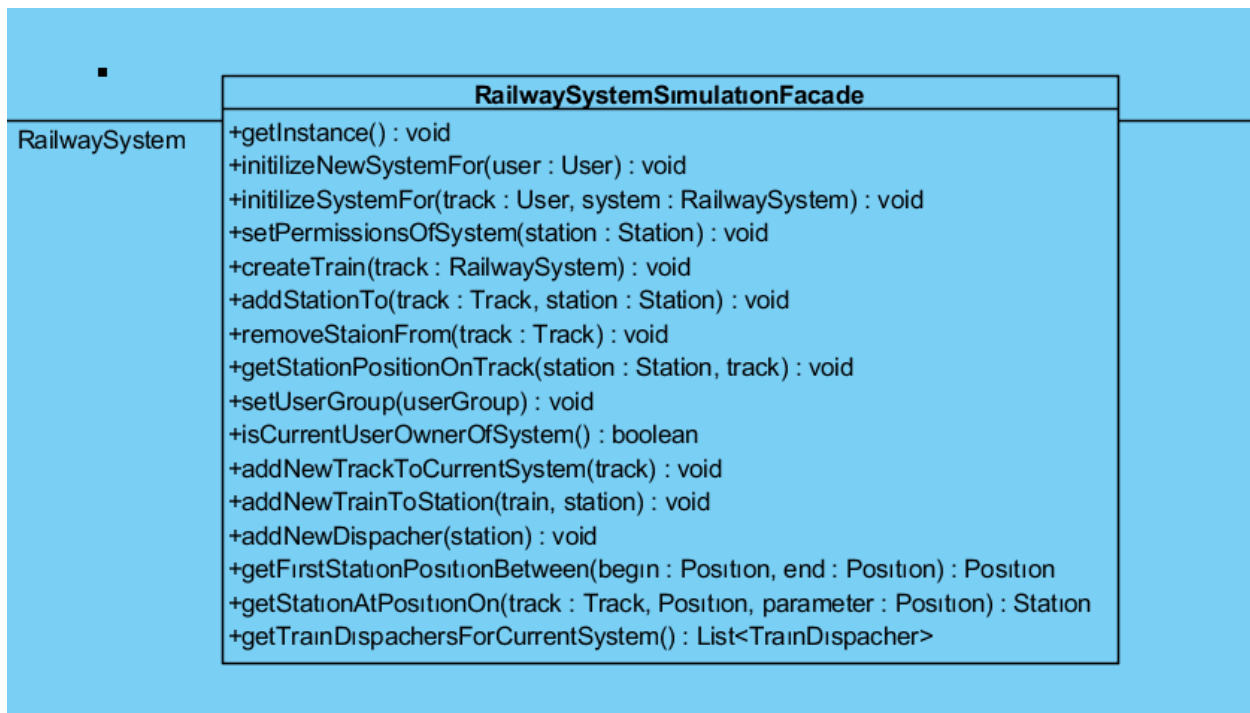 RailwaySystemSımulatıonFacade
RailwaySystem
+getInstance() : void
+initilizeNewSystemFor(user : User) : void
+initilizeSystemFor(track : User, system : RailwaySystem) : void
+setPermissionsOfSystem(station : Station) : void
+createTrain(track : RailwaySystem) : void
+addStationTo(track : Track, station : Station) : void
+removeStaionFrom(track : Track) : void
+getStationPositionOnTrack(station : Station, track) : void
+setUserGroup(userGroup) : void
+isCurrentUserOwnerOfSystem() : boolean
+addNewTrackToCurrentSystem(track) : void
+addNewTrainToStation(train, station) : void
+addNewDispacher(station) : void
+getFırstStatıonPosıtıonBetween(begın : Posıtıon, end : Posıtıon) : Posıtıon
+getStatıonAtPosıtıonOn(track : Track, Posıtıon, parameter : Posıtıon) : Station
+getTraınDıspachersForCurrentSystem() : List<TraınDıspacher>